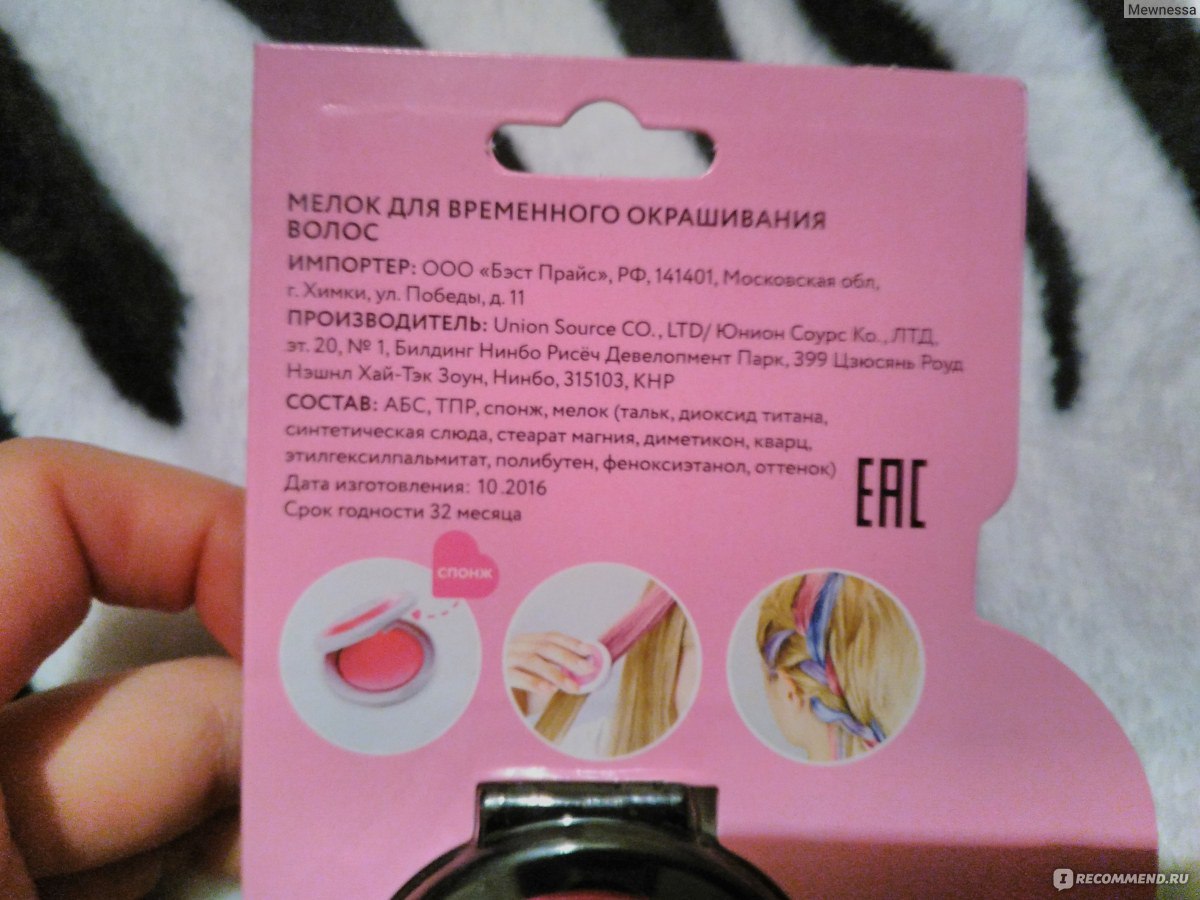 Mewnessa
МЕЛОК ДЛЯ ВРЕМЕННОГО ОКРАШИВАНИЯ
ВОЛОС
ИМПОРТЕР: ООО «Бэст Прайс», РФ, 141401, Московская обл,
г. Химки, ул. Победы, д. 11
ПРОИЗВОДИТЕЛЬ: Union Source CO., LTD/ Юнион Соурс Ко., ЛТД,
эт. 20, № 1, Билдинг Нинбо Рисёч Девелопмент Парк, 399 Цзюсянь Роуд
Нэшнл Хай-Тэк Зоун, Нинбо, 315103, КНР
СОСТАВ: АБС, ТПР, спонж, мелок (тальк, диоксид титана,
синтетическая слюда, стеарат магния, диметикон, кварц,
этилгексилпальмитат, полибутен, феноксиэтанол, оттенок)
Дата изготовления: 10.2016
Срок годности 32 месяца
EAC
СПОНЖ
I RECOMMEND.RU